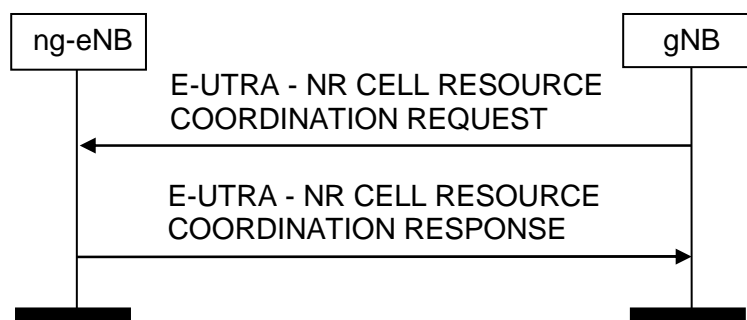 ng-eNB
gNB
E-UTRA - NR CELL RESOURCE
COORDINATION REQUEST
E-UTRA - NR CELL RESOURCE
COORDINATION RESPONSE